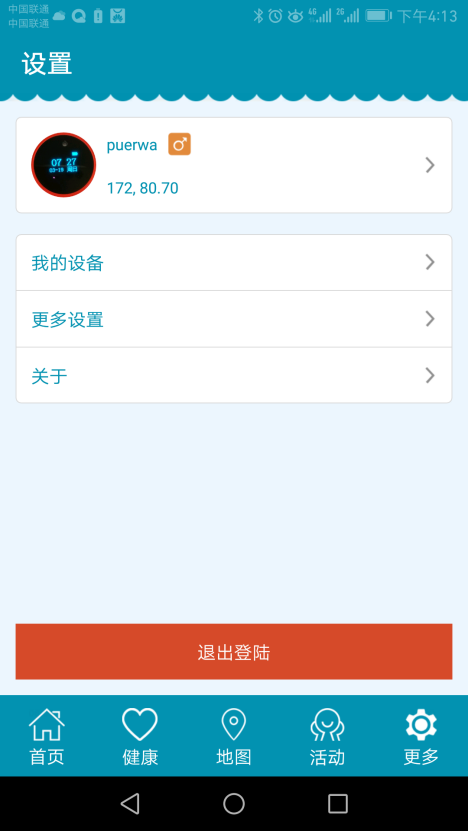 中国联通
中国联通
4G 2G 下午4:13
设置
07 27
puerwa
172, 80.70
我的设备
更多设置
关于
退出登陆
首页 健康 地图 活动 更多